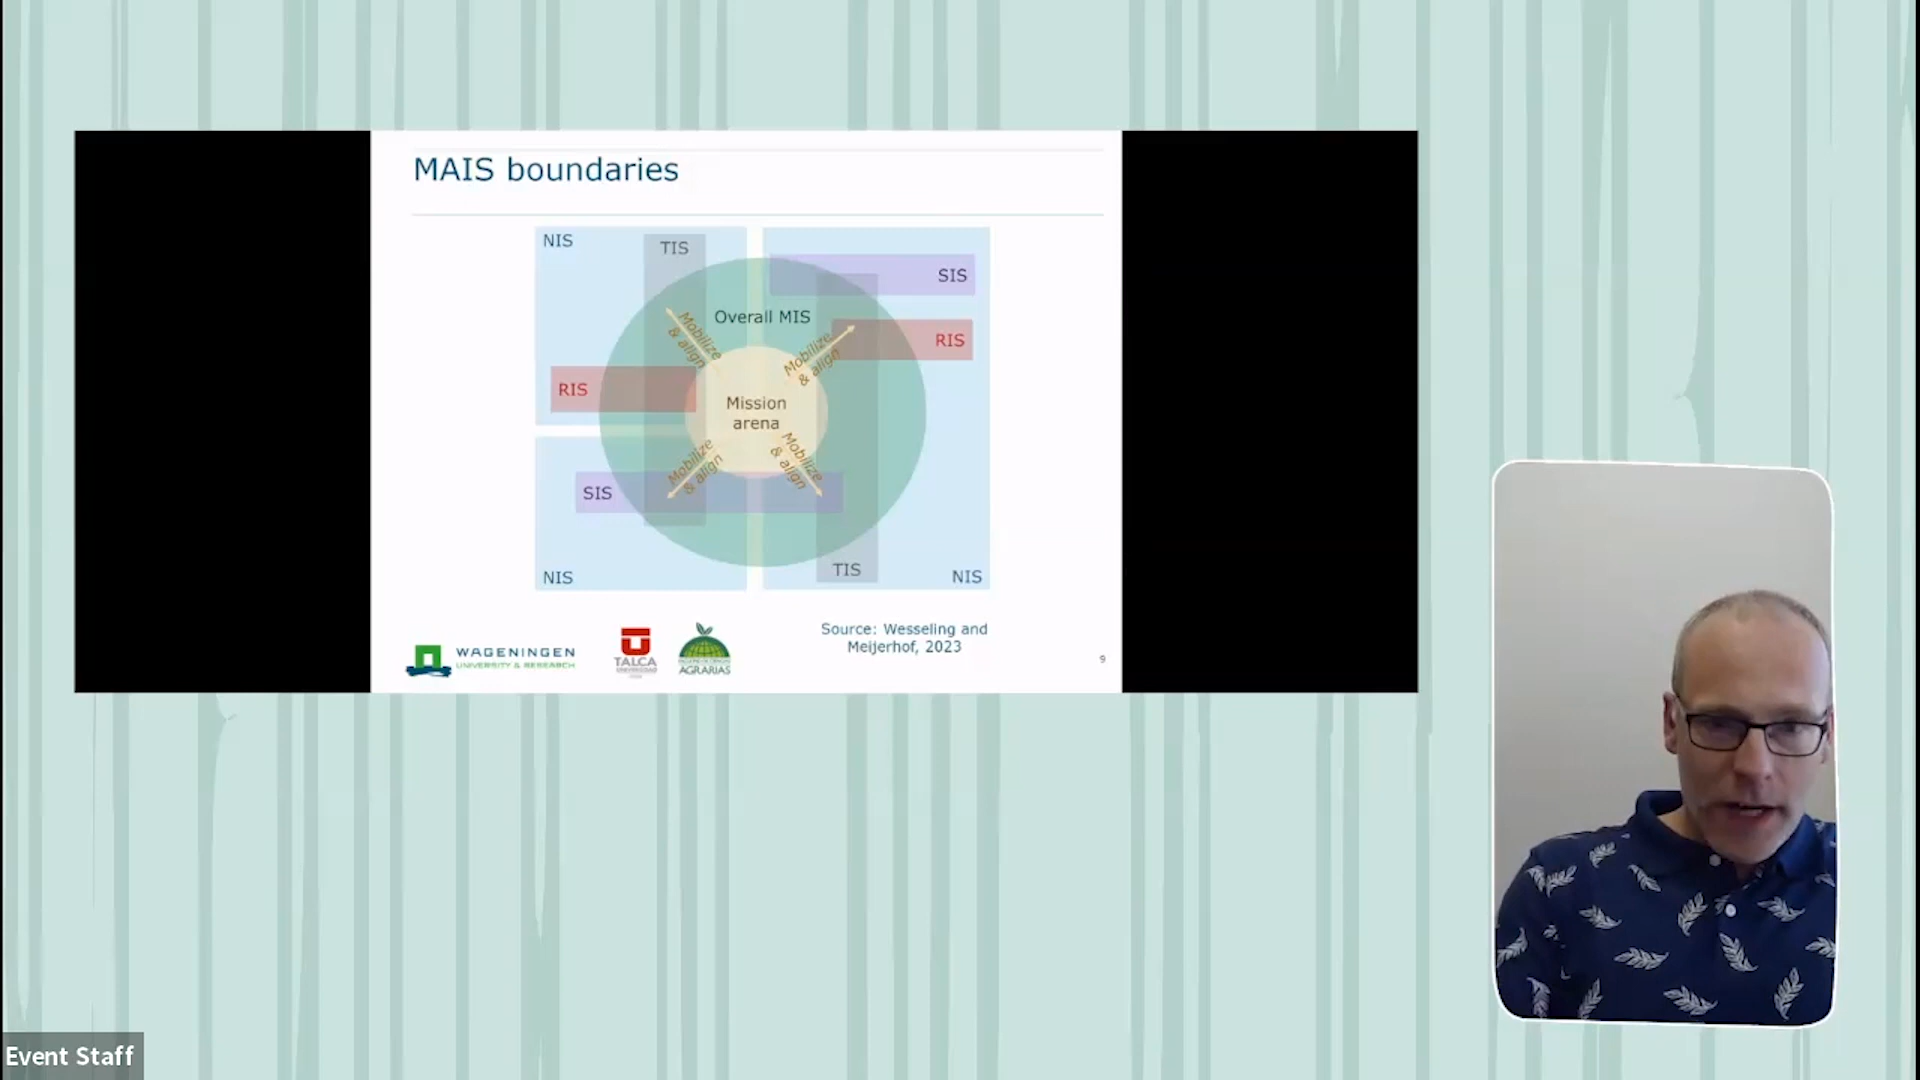 MAIS boundaries
NIS
TIS
SIS
Overall MIS
RIS
Mobilize
& align
Mobilize
& align
RIS
Mission
arena
Mobilize
& align
Mobilize
& align
SIS
TIS
NIS
NIS
Source: Wesseling and
Meijerhof, 2023
WAGENINGEN
UNIVERSITY & RESEARCH
TALCA
UNIVERSIDAD
AGRARIAS
9
Event Staff